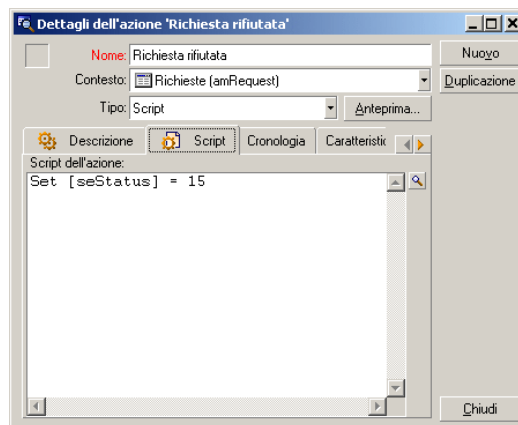 Dettagli dell'azione 'Richiesta rifiutata'
Nome: Richiesta rifiutata
Nuovo
Contesto: Richieste (amRequest)
Duplicazione
Tipo: Script
Anteprima...
Descrizione
Script
Cronologia
Caratteristic
Script dell'azione:
Set [seStatus] = 15
Chiudi